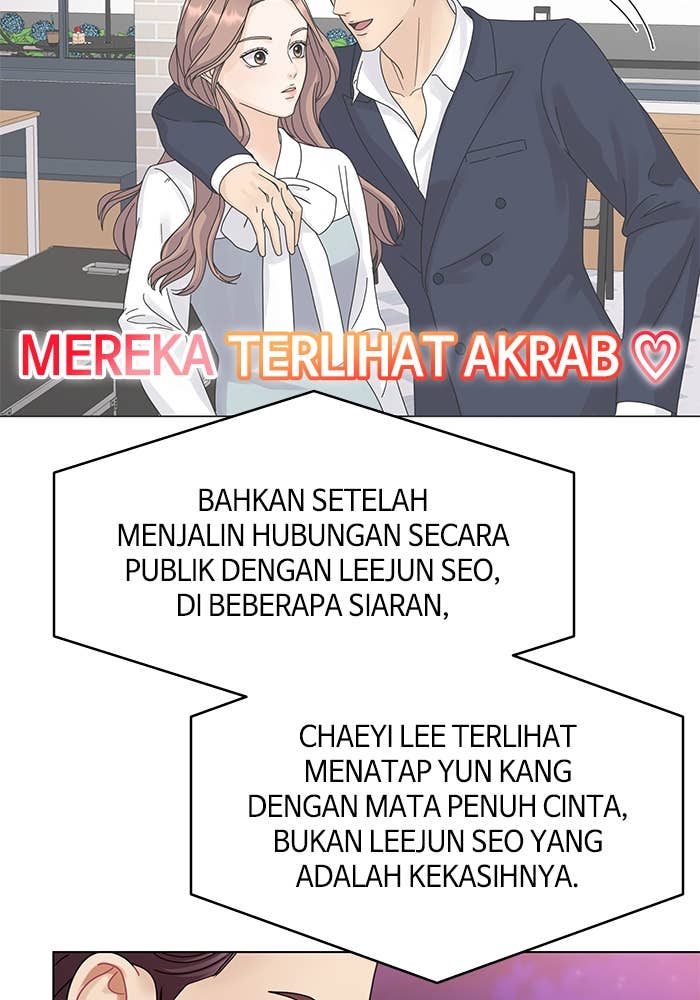 MEREKA TERLIHAT AKRAB ♡
BAHKAN SETELAH
MENJALIN HUBUNGAN SECARA
PUBLIK DENGAN LEEJUN SEO,
DI BEBERAPA SIARAN,
CHAEYI LEE TERLIHAT
MENATAP YUN KANG
DENGAN MATA PENUH CINTA,
BUKAN LEEJUN SEO YANG
ADALAH KEKASIHNYA.